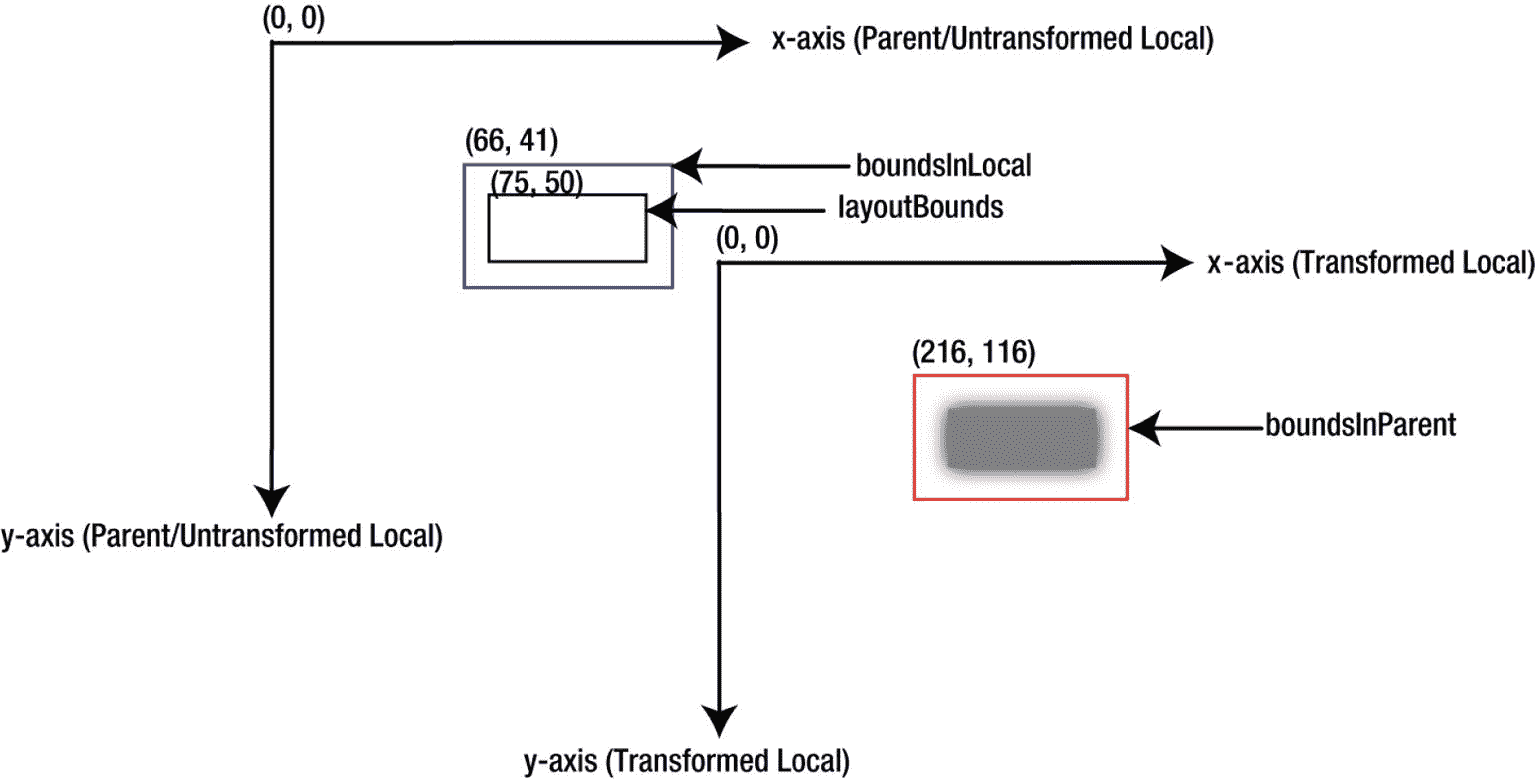 (0, 0)
x-axis (Parent/Untransformed Local)
(66, 41)
boundsInLocal
(75, 50)
layoutBounds
(0, 0)
x-axis (Transformed Local)
(216, 116)
boundsInParent
y-axis (Parent/Untransformed Local)
y-axis (Transformed Local)